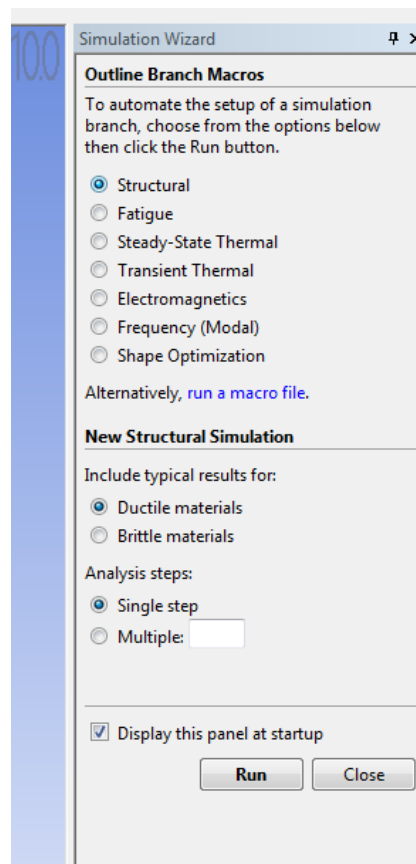 10.0
Simulation Wizard
Outline Branch Macros
To automate the setup of a simulation
branch, choose from the options below
then click the Run button.
Structural
Fatigue
Steady-State Thermal
Transient Thermal
Electromagnetics
Frequency (Modal)
Shape Optimization
Alternatively, run a macro file.
New Structural Simulation
Include typical results for:
Ductile materials
Brittle materials
Analysis steps:
Single step
Multiple:
Display this panel at startup
Run Close